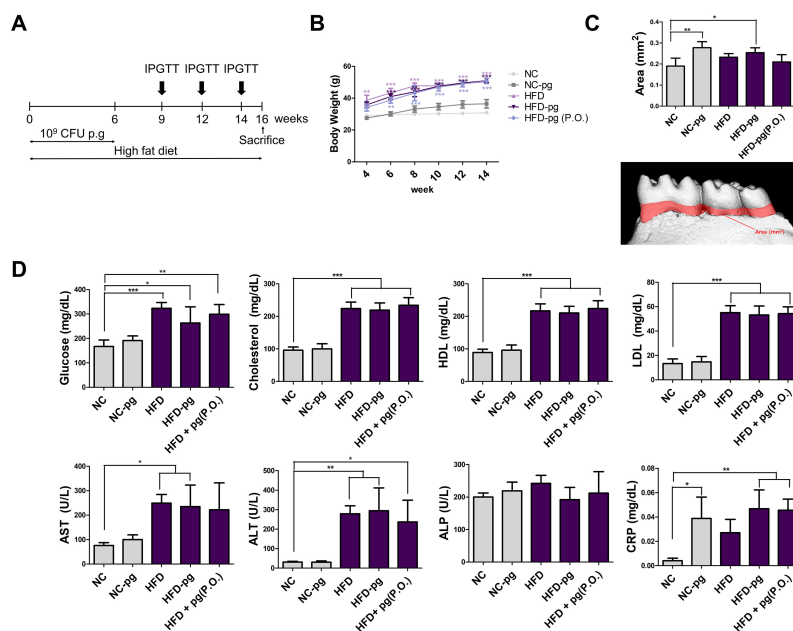 A
IPGTT IPGTT IPGTT
0 6 9 12 14 16 weeks
10⁹ CFU p.g
Sacrifice
High fat diet
B
Body Weight (g)
60
40
20
0
4 6 8 10 12 14
week
** *** *** *** *** ***
*** *** *** ***
** *** *** *** ***
NC
NC-pg
HFD
HFD-pg
HFD-pg (P.O.)
C
Area (mm²)
0.4
0.3
0.2
0.1
0.0
*
**
NC
NC-pg
HFD
HFD-pg
HFD-pg(P.O.)
Area (mm²)
D
Glucose (mg/dL)
400
300
200
100
0
**
*
***
NC
NC-pg
HFD
HFD-pg
HFD + pg(P.O.)
Cholesterol (mg/dL)
300
200
100
0
***
NC
NC-pg
HFD
HFD-pg
HFD + pg(P.O.)
HDL (mg/dL)
300
200
100
0
***
NC
NC-pg
HFD
HFD-pg
HFD + pg(P.O.)
LDL (mg/dL)
80
60
40
20
0
***
NC
NC-pg
HFD
HFD-pg
HFD + pg(P.O.)
AST (U/L)
400
300
200
100
0
*
NC
NC-pg
HFD
HFD-pg
HFD + pg(P.O.)
ALT (U/L)
500
400
300
200
100
0
*
**
NC
NC-pg
HFD
HFD-pg
HFD+ pg(P.O.)
ALP (U/L)
300
200
100
0
NC
NC-pg
HFD
HFD-pg
HFD + pg(P.O.)
CRP (mg/dL)
0.08
0.06
0.04
0.02
0.00
**
*
NC
NC-pg
HFD
HFD-pg
HFD + pg(P.O.)